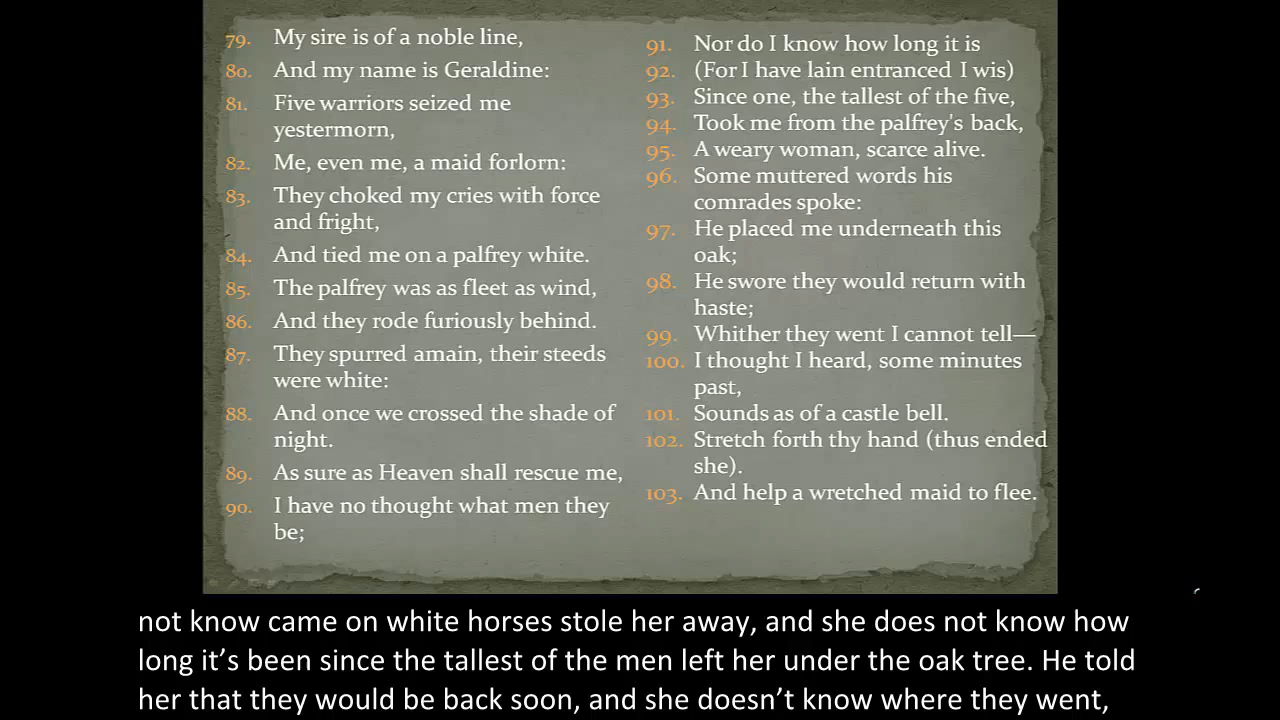 79. My sire is of a noble line,
80. And my name is Geraldine:
81. Five warriors seized me
yestermorn,
82. Me, even me, a maid forlorn:
83. They choked my cries with force
and fright,
84. And tied me on a palfrey white.
85. The palfrey was as fleet as wind,
86. And they rode furiously behind.
87. They spurred amain, their steeds
were white:
88. And once we crossed the shade of
night.
89. As sure as Heaven shall rescue me,
90. I have no thought what men they
be;
91. Nor do I know how long it is
92. (For I have lain entranced I wis)
93. Since one, the tallest of the five,
94. Took me from the palfrey's back,
95. A weary woman, scarce alive.
96. Some muttered words his
comrades spoke:
97. He placed me underneath this
oak;
98. He swore they would return with
haste;
99. Whither they went I cannot tell—
100. I thought I heard, some minutes
past,
101. Sounds as of a castle bell.
102. Stretch forth thy hand (thus ended
she).
103. And help a wretched maid to flee.
not know came on white horses stole her away, and she does not know how
long it’s been since the tallest of the men left her under the oak tree. He told
her that they would be back soon, and she doesn’t know where they went,